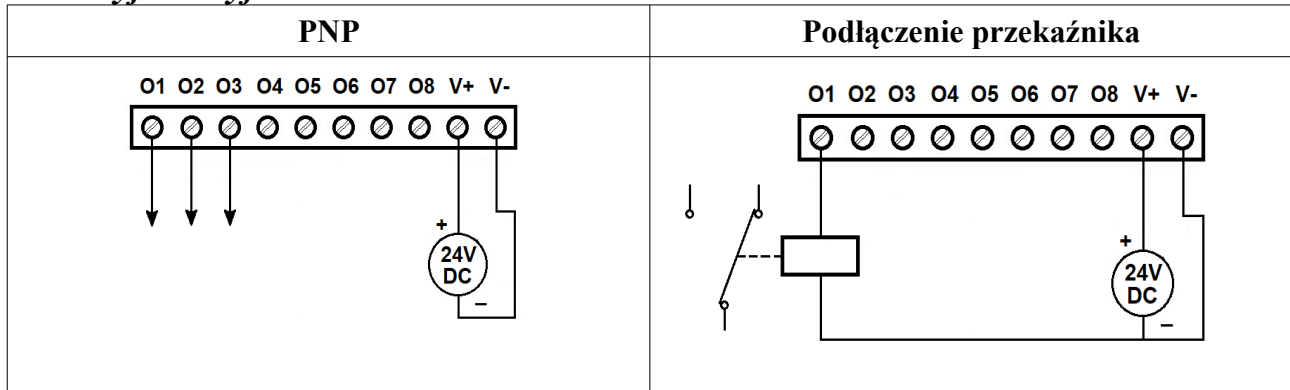 PNP
Podłączenie przekaźnika
O1 O2 O3 O4 O5 O6 O7 O8 V+ V-
+
24V
DC
–
O1 O2 O3 O4 O5 O6 O7 O8 V+ V-
+
24V
DC
–